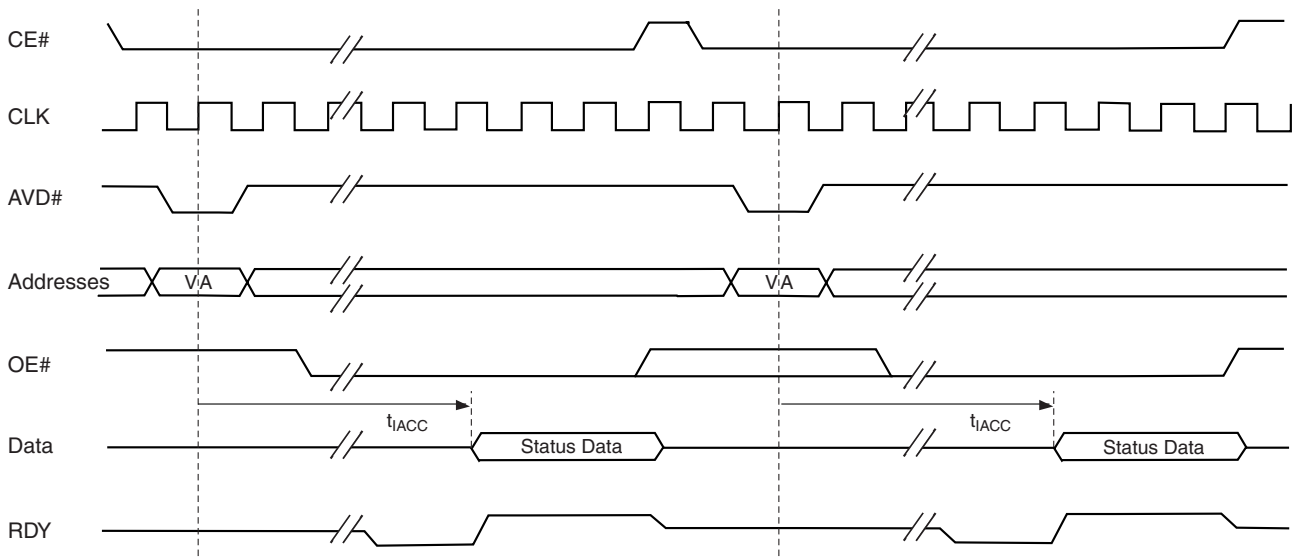 CE#
CLK
AVD#
Addresses
VA
VA
OE#
tIACC
tIACC
Data
Status Data
Status Data
RDY